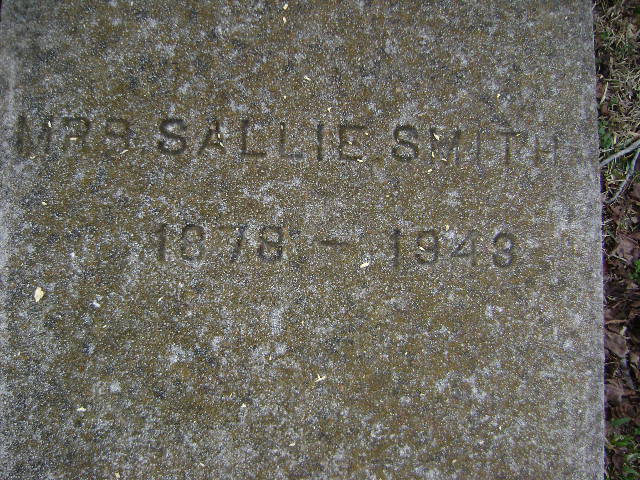 MRS. SALLIE SMITH
1878 - 1943